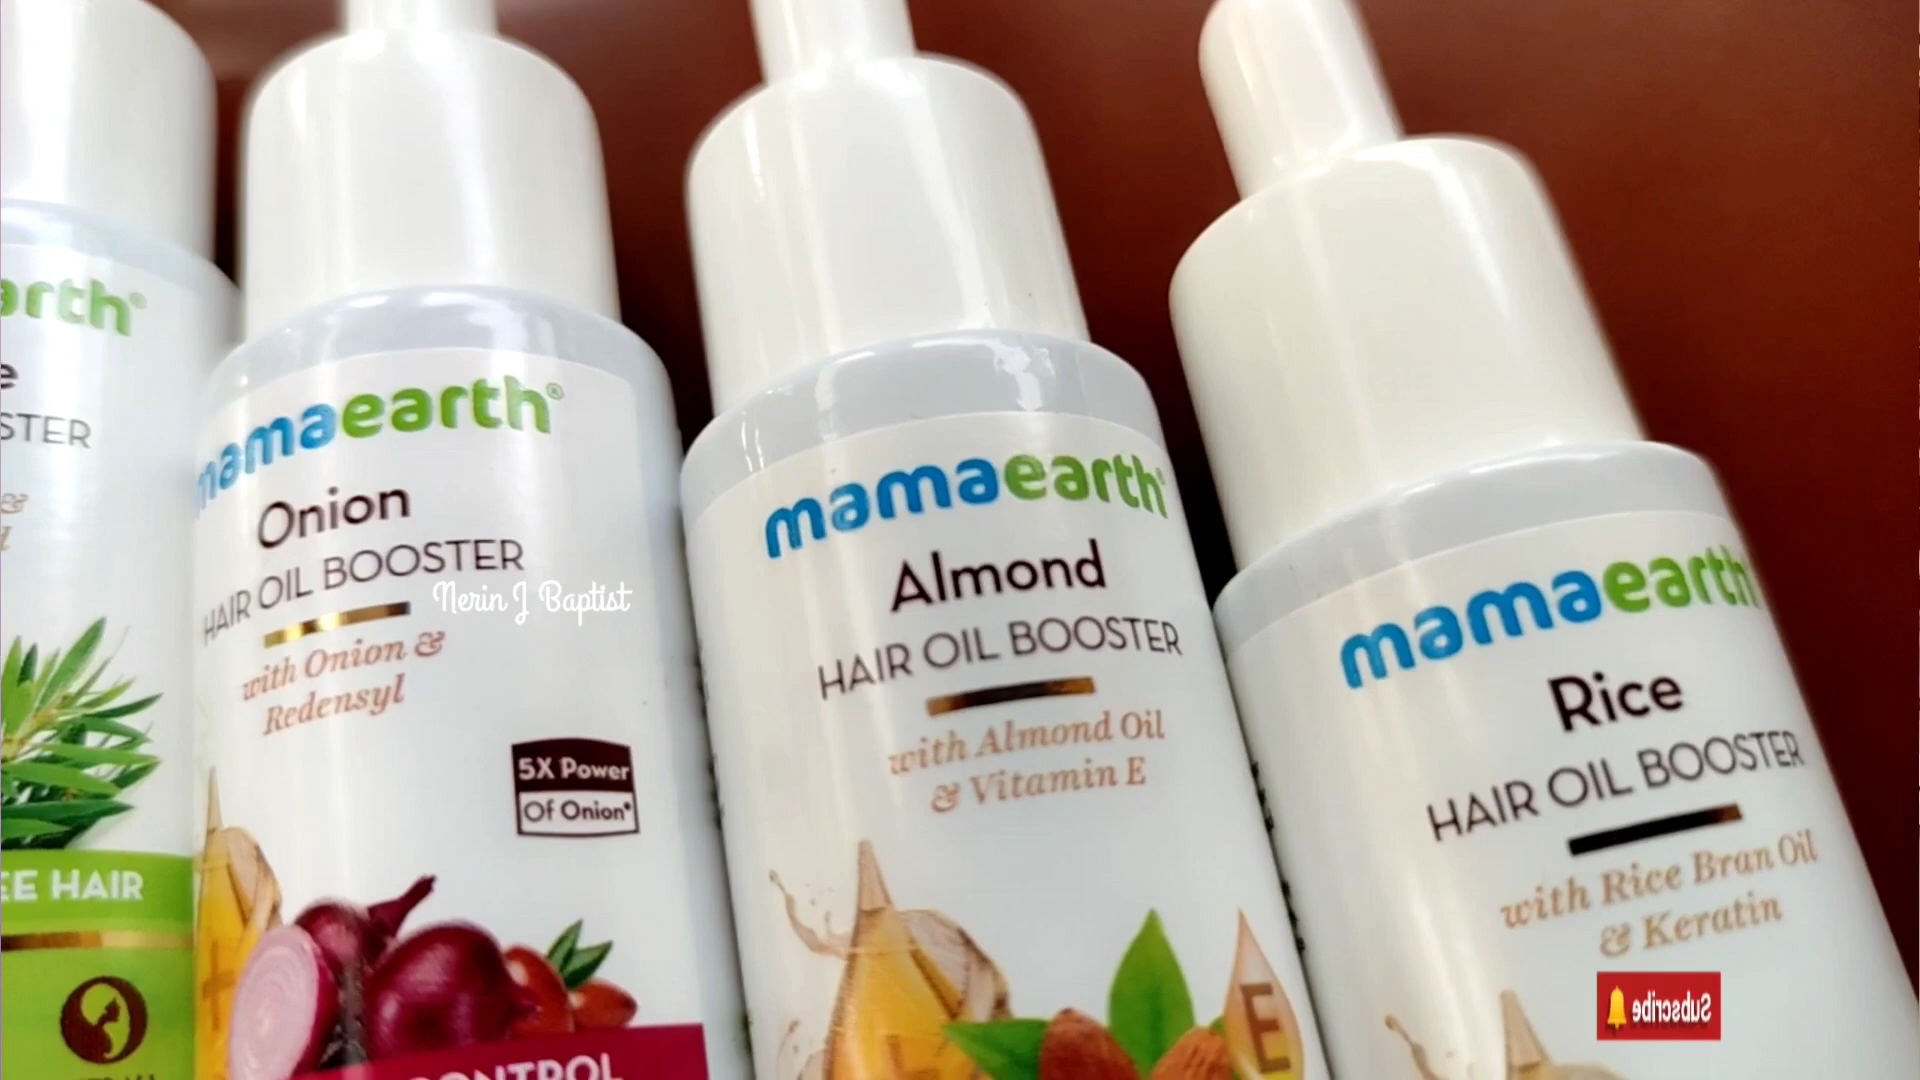 arth®
e
STER
&
EE HAIR
mamaearth®
Onion
HAIR OIL BOOSTER
with Onion &
Redensyl
5X Power
Of Onion*
CONTROL
Nerin J Baptist
mamaearth
Almond
HAIR OIL BOOSTER
with Almond Oil
& Vitamin E
E
mamaearth
Rice
HAIR OIL BOOSTER
with Rice Bran Oil
& Keratin
Subscribe